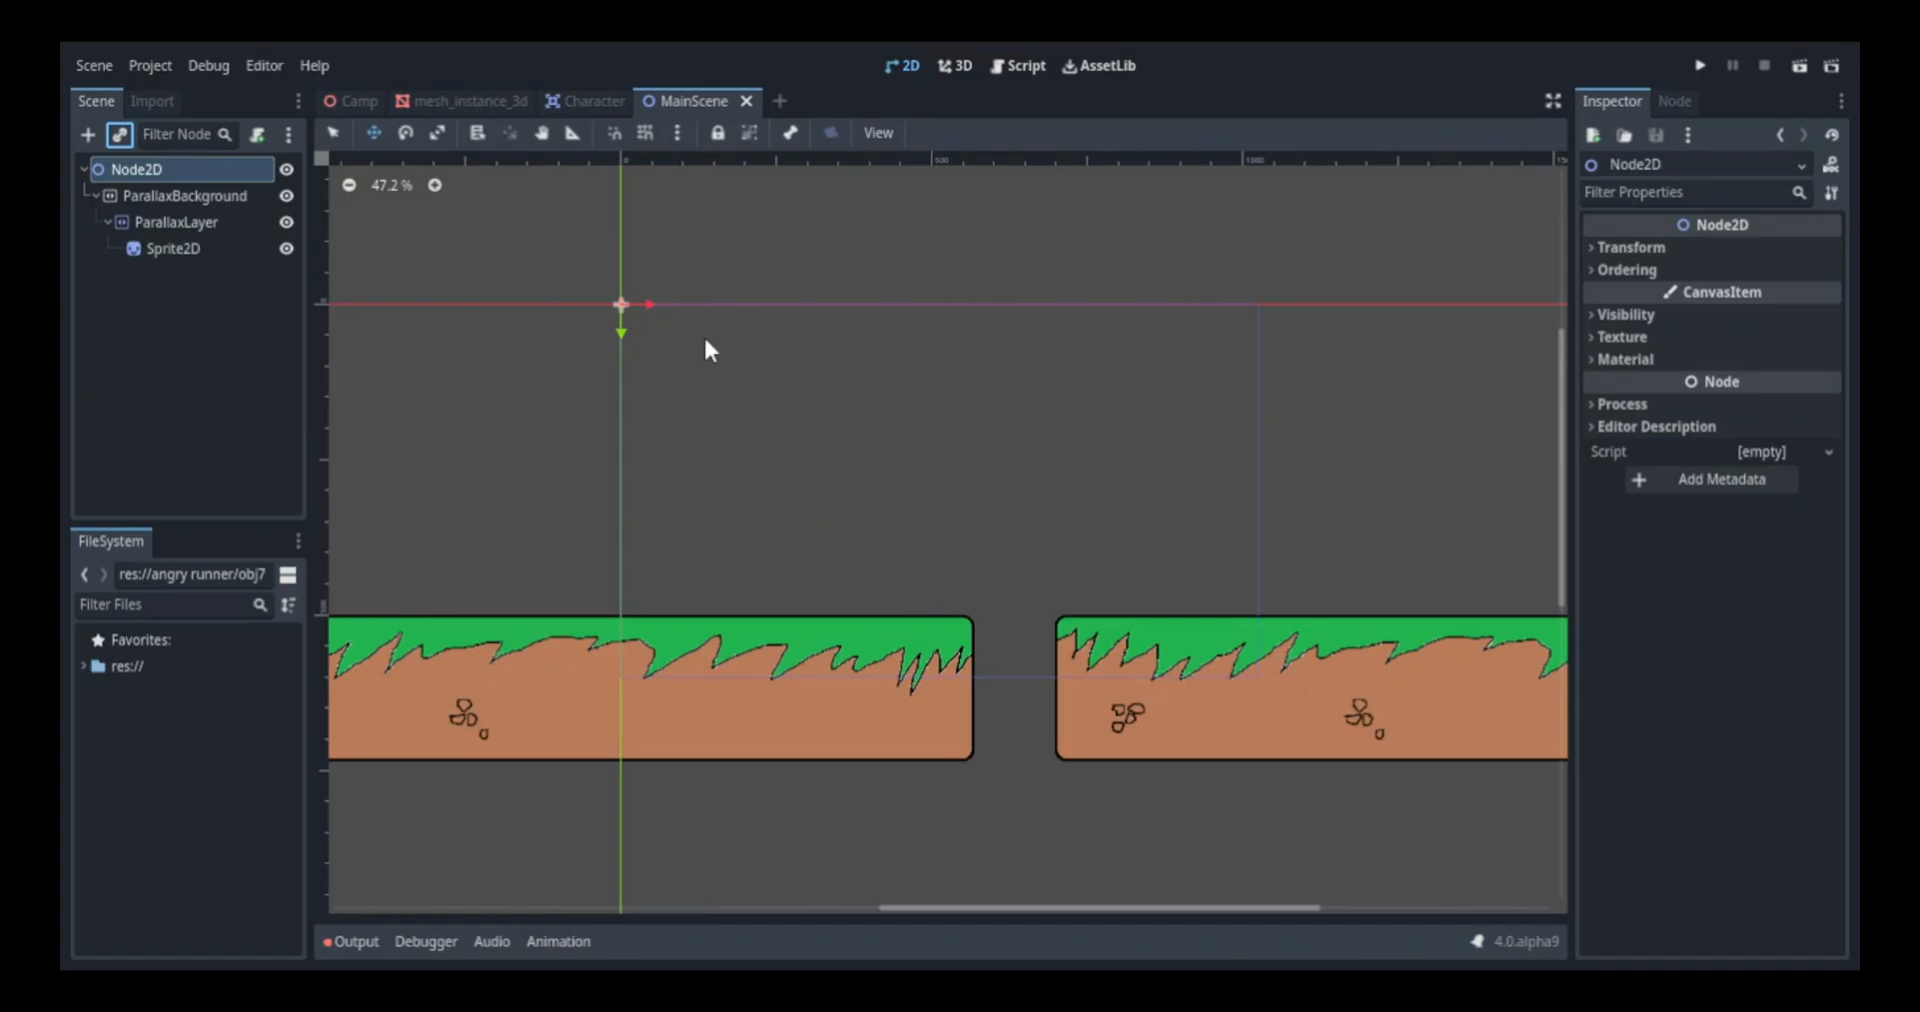 Scene Project Debug Editor Help
2D 3D Script AssetLib
Scene Import
Camp mesh_instance_3d Character MainScene
Inspector Node
Filter Node
View
Node2D
Node2D
Filter Properties
47.2 %
0 500 1000
ParallaxBackground
ParallaxLayer
Sprite2D
Node2D
Transform
Ordering
CanvasItem
Visibility
Texture
Material
Node
Process
Editor Description
Script [empty]
Add Metadata
FileSystem
res://angry runner/obj7
Filter Files
Favorites:
res://
Output Debugger Audio Animation
4.0.alpha9